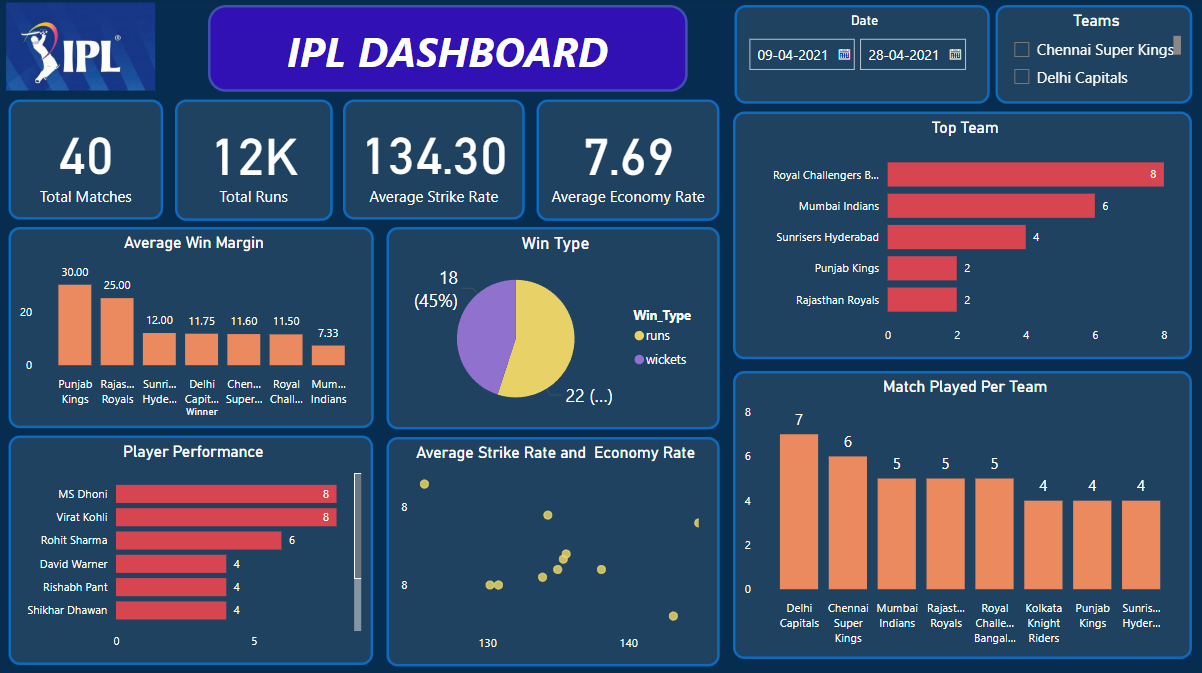 IPL
IPL DASHBOARD
Date
09-04-2021 28-04-2021
Teams
Chennai Super Kings
Delhi Capitals
40
Total Matches
12K
Total Runs
134.30
Average Strike Rate
7.69
Average Economy Rate
Top Team
Royal Challengers B... 8
Mumbai Indians 6
Sunrisers Hyderabad 4
Punjab Kings 2
Rajasthan Royals 2
0 2 4 6 8
Average Win Margin
30.00
25.00
12.00 11.75 11.60 11.50
7.33
20
0
Punjab Rajas... Sunri... Delhi Chen... Royal Mum...
Kings Royals Hyde... Capit... Super... Chall... Indians
Winner
Win Type
18
(45%)
22 (...)
Win_Type
runs
wickets
Player Performance
MS Dhoni 8
Virat Kohli 8
Rohit Sharma 6
David Warner 4
Rishabh Pant 4
Shikhar Dhawan 4
0 5
Average Strike Rate and Economy Rate
8
8
130 140
Match Played Per Team
8
6
4
2
0
7 6 5 5 5 4 4 4
Delhi Chennai Mumbai Rajast... Royal Kolkata Punjab Sunris...
Capitals Super Indians Royals Challe... Knight Kings Hyder...
Kings Bangal... Riders